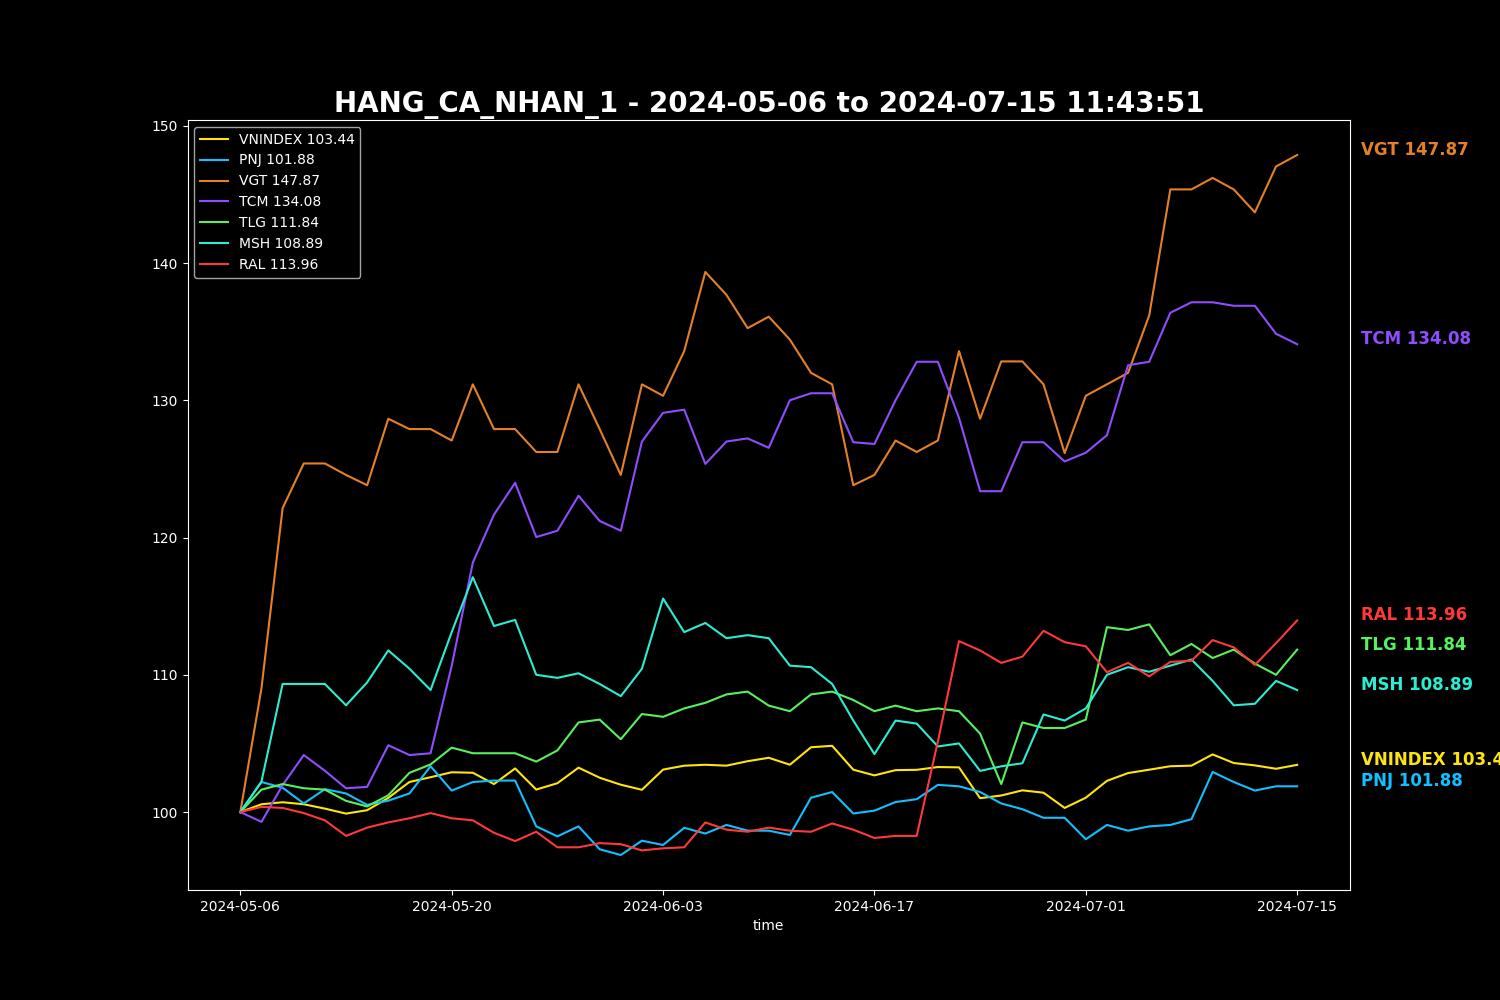 HANG_CA_NHAN_1 - 2024-05-06 to 2024-07-15 11:43:51
150
140
130
120
110
100
VNINDEX 103.44
PNJ 101.88
VGT 147.87
TCM 134.08
TLG 111.84
MSH 108.89
RAL 113.96
VGT 147.87
TCM 134.08
RAL 113.96
TLG 111.84
MSH 108.89
VNINDEX 103.4
PNJ 101.88
2024-05-06
2024-05-20
2024-06-03
2024-06-17
2024-07-01
2024-07-15
time